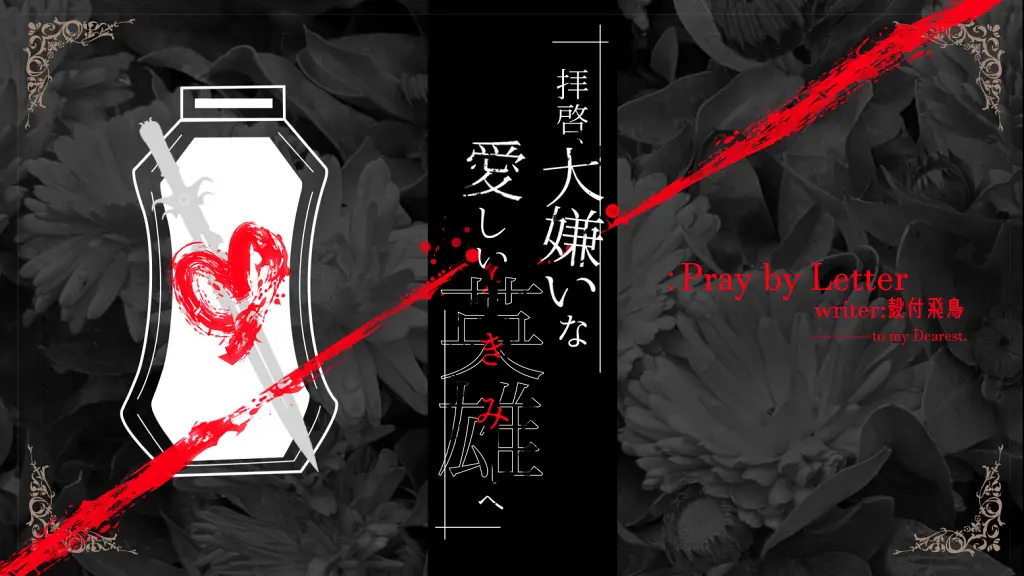 拝啓、大嫌いな
愛しい英雄へ
きみ
: Pray by Letter
writer:殻付飛鳥
to my Dearest.